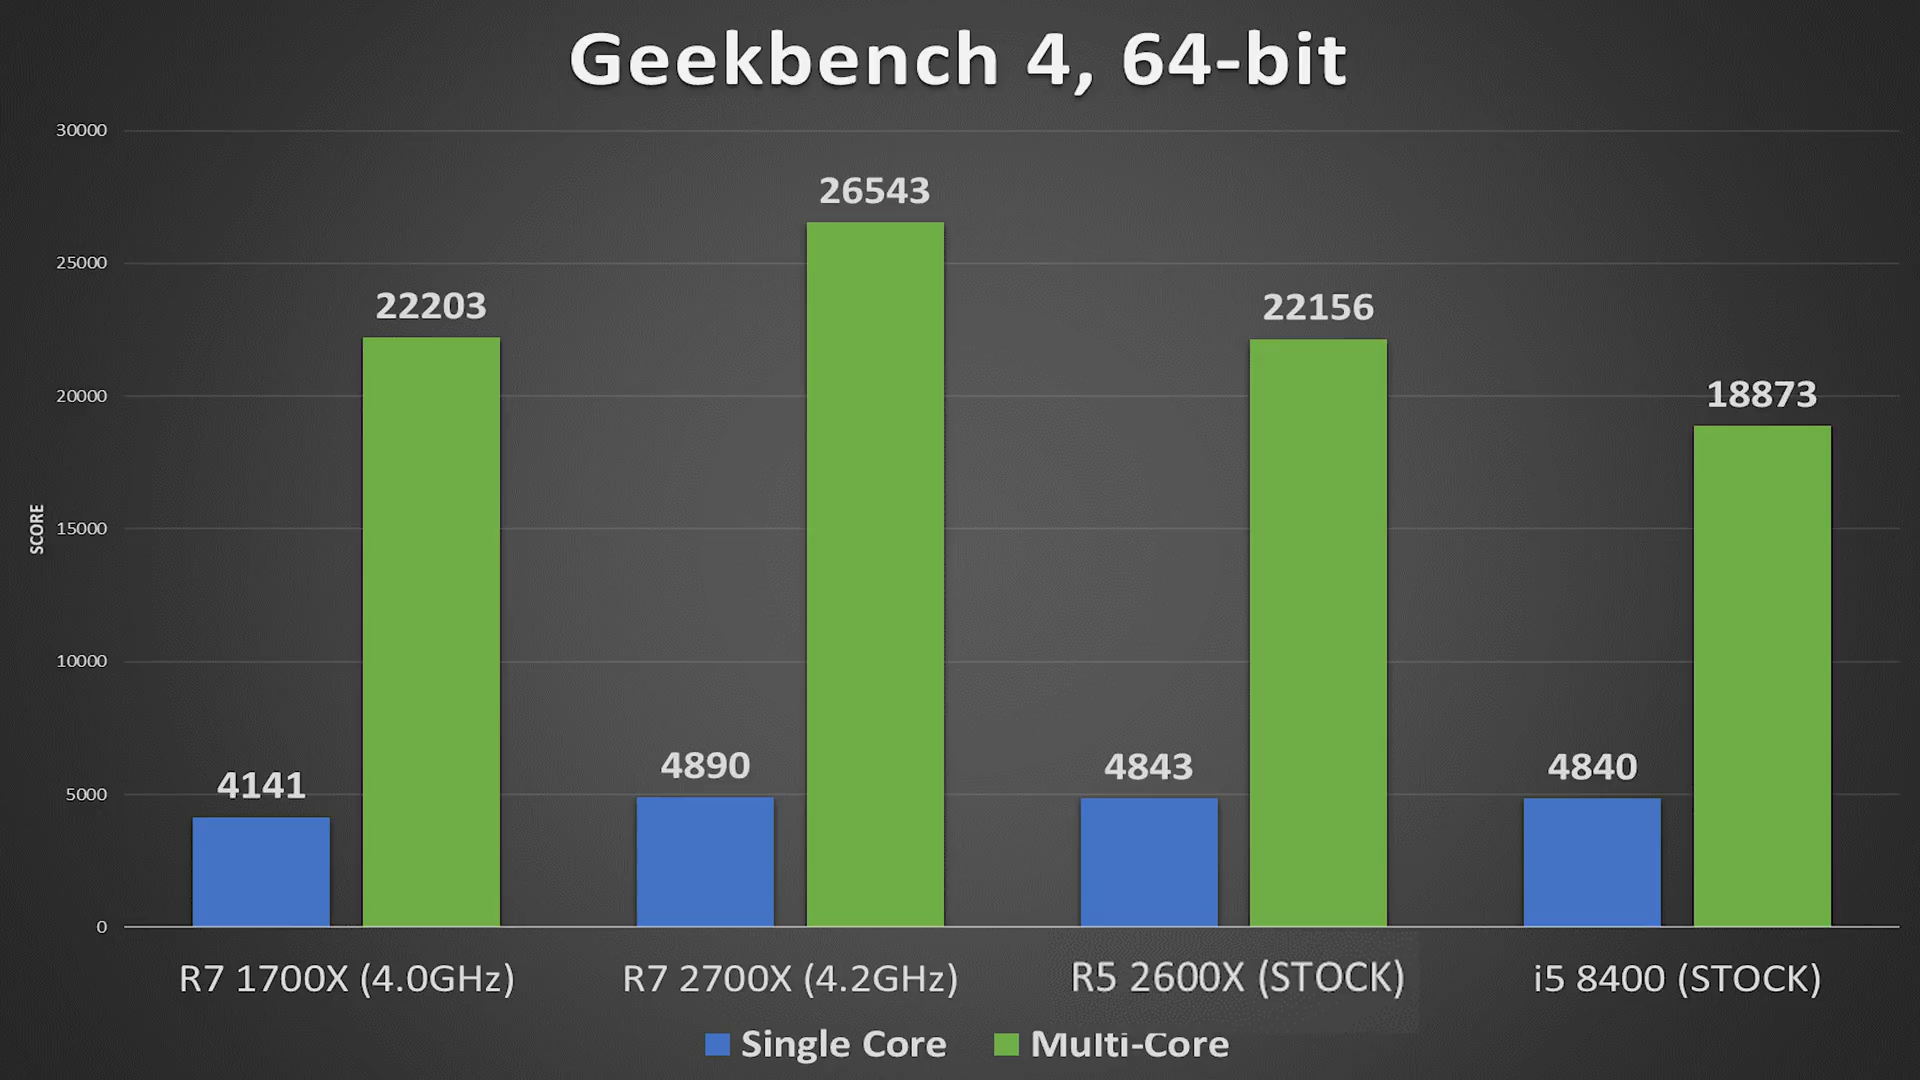 Geekbench 4, 64-bit
30000
25000
20000
15000
10000
5000
0
SCORE
4141
22203
4890
26543
4843
22156
4840
18873
R7 1700X (4.0GHz)
R7 2700X (4.2GHz)
R5 2600X (STOCK)
i5 8400 (STOCK)
Single Core
Multi-Core